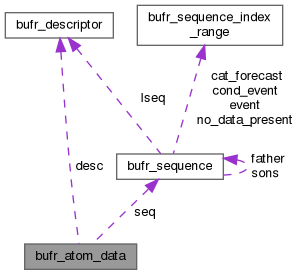 bufr_descriptor
bufr_sequence_index
_range
cat_forecast
cond_event
event
no_data_present
lseq
desc
bufr_sequence
father
sons
seq
bufr_atom_data